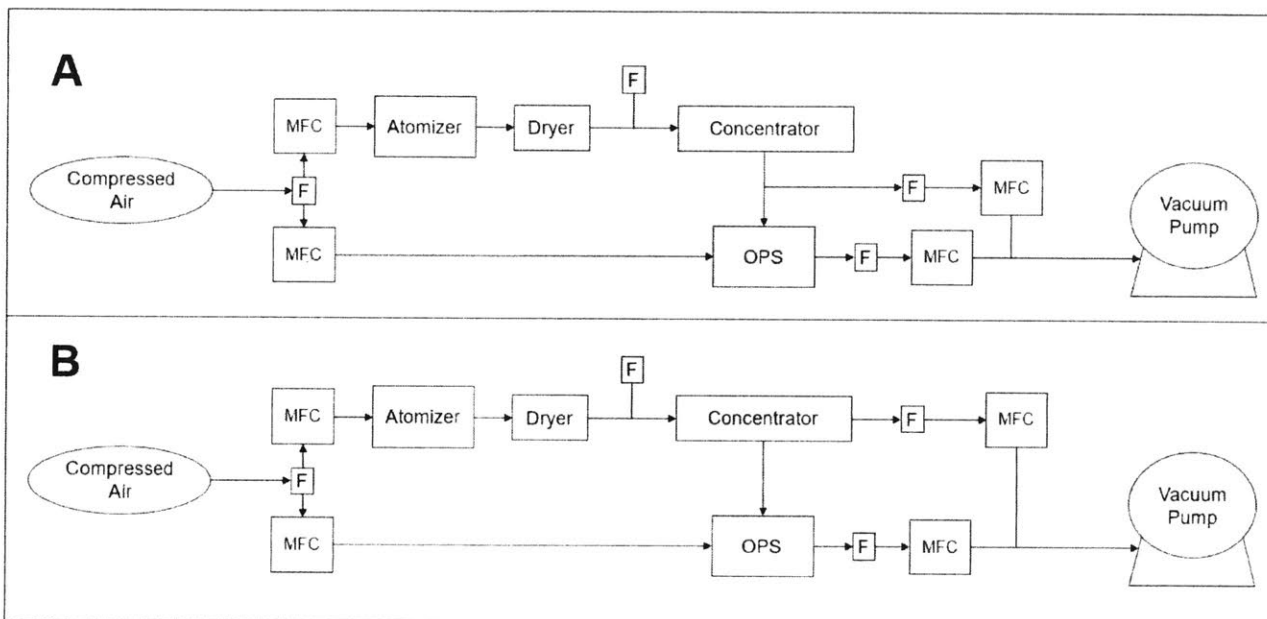 A
F
MFC
Atomizer
Dryer
Concentrator
Compressed
Air
F
F
MFC
Vacuum
Pump
MFC
OPS
F
MFC
B
F
MFC
Atomizer
Dryer
Concentrator
F
MFC
Compressed
Air
F
Vacuum
Pump
MFC
OPS
F
MFC